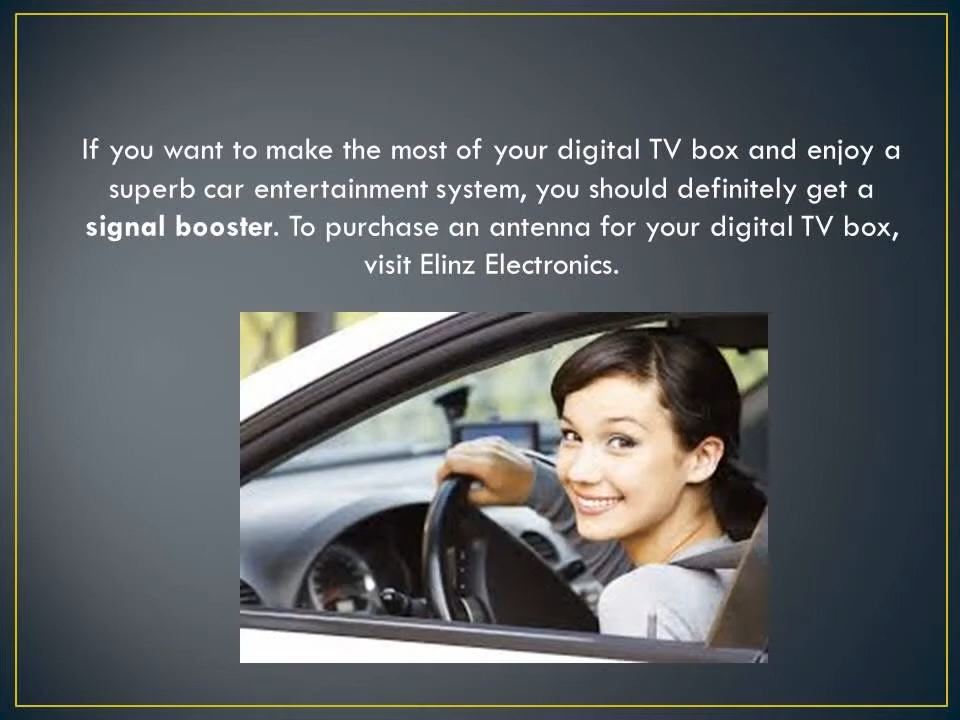 If you want to make the most of your digital TV box and enjoy a
superb car entertainment system, you should definitely get a
signal booster. To purchase an antenna for your digital TV box,
visit Elinz Electronics.